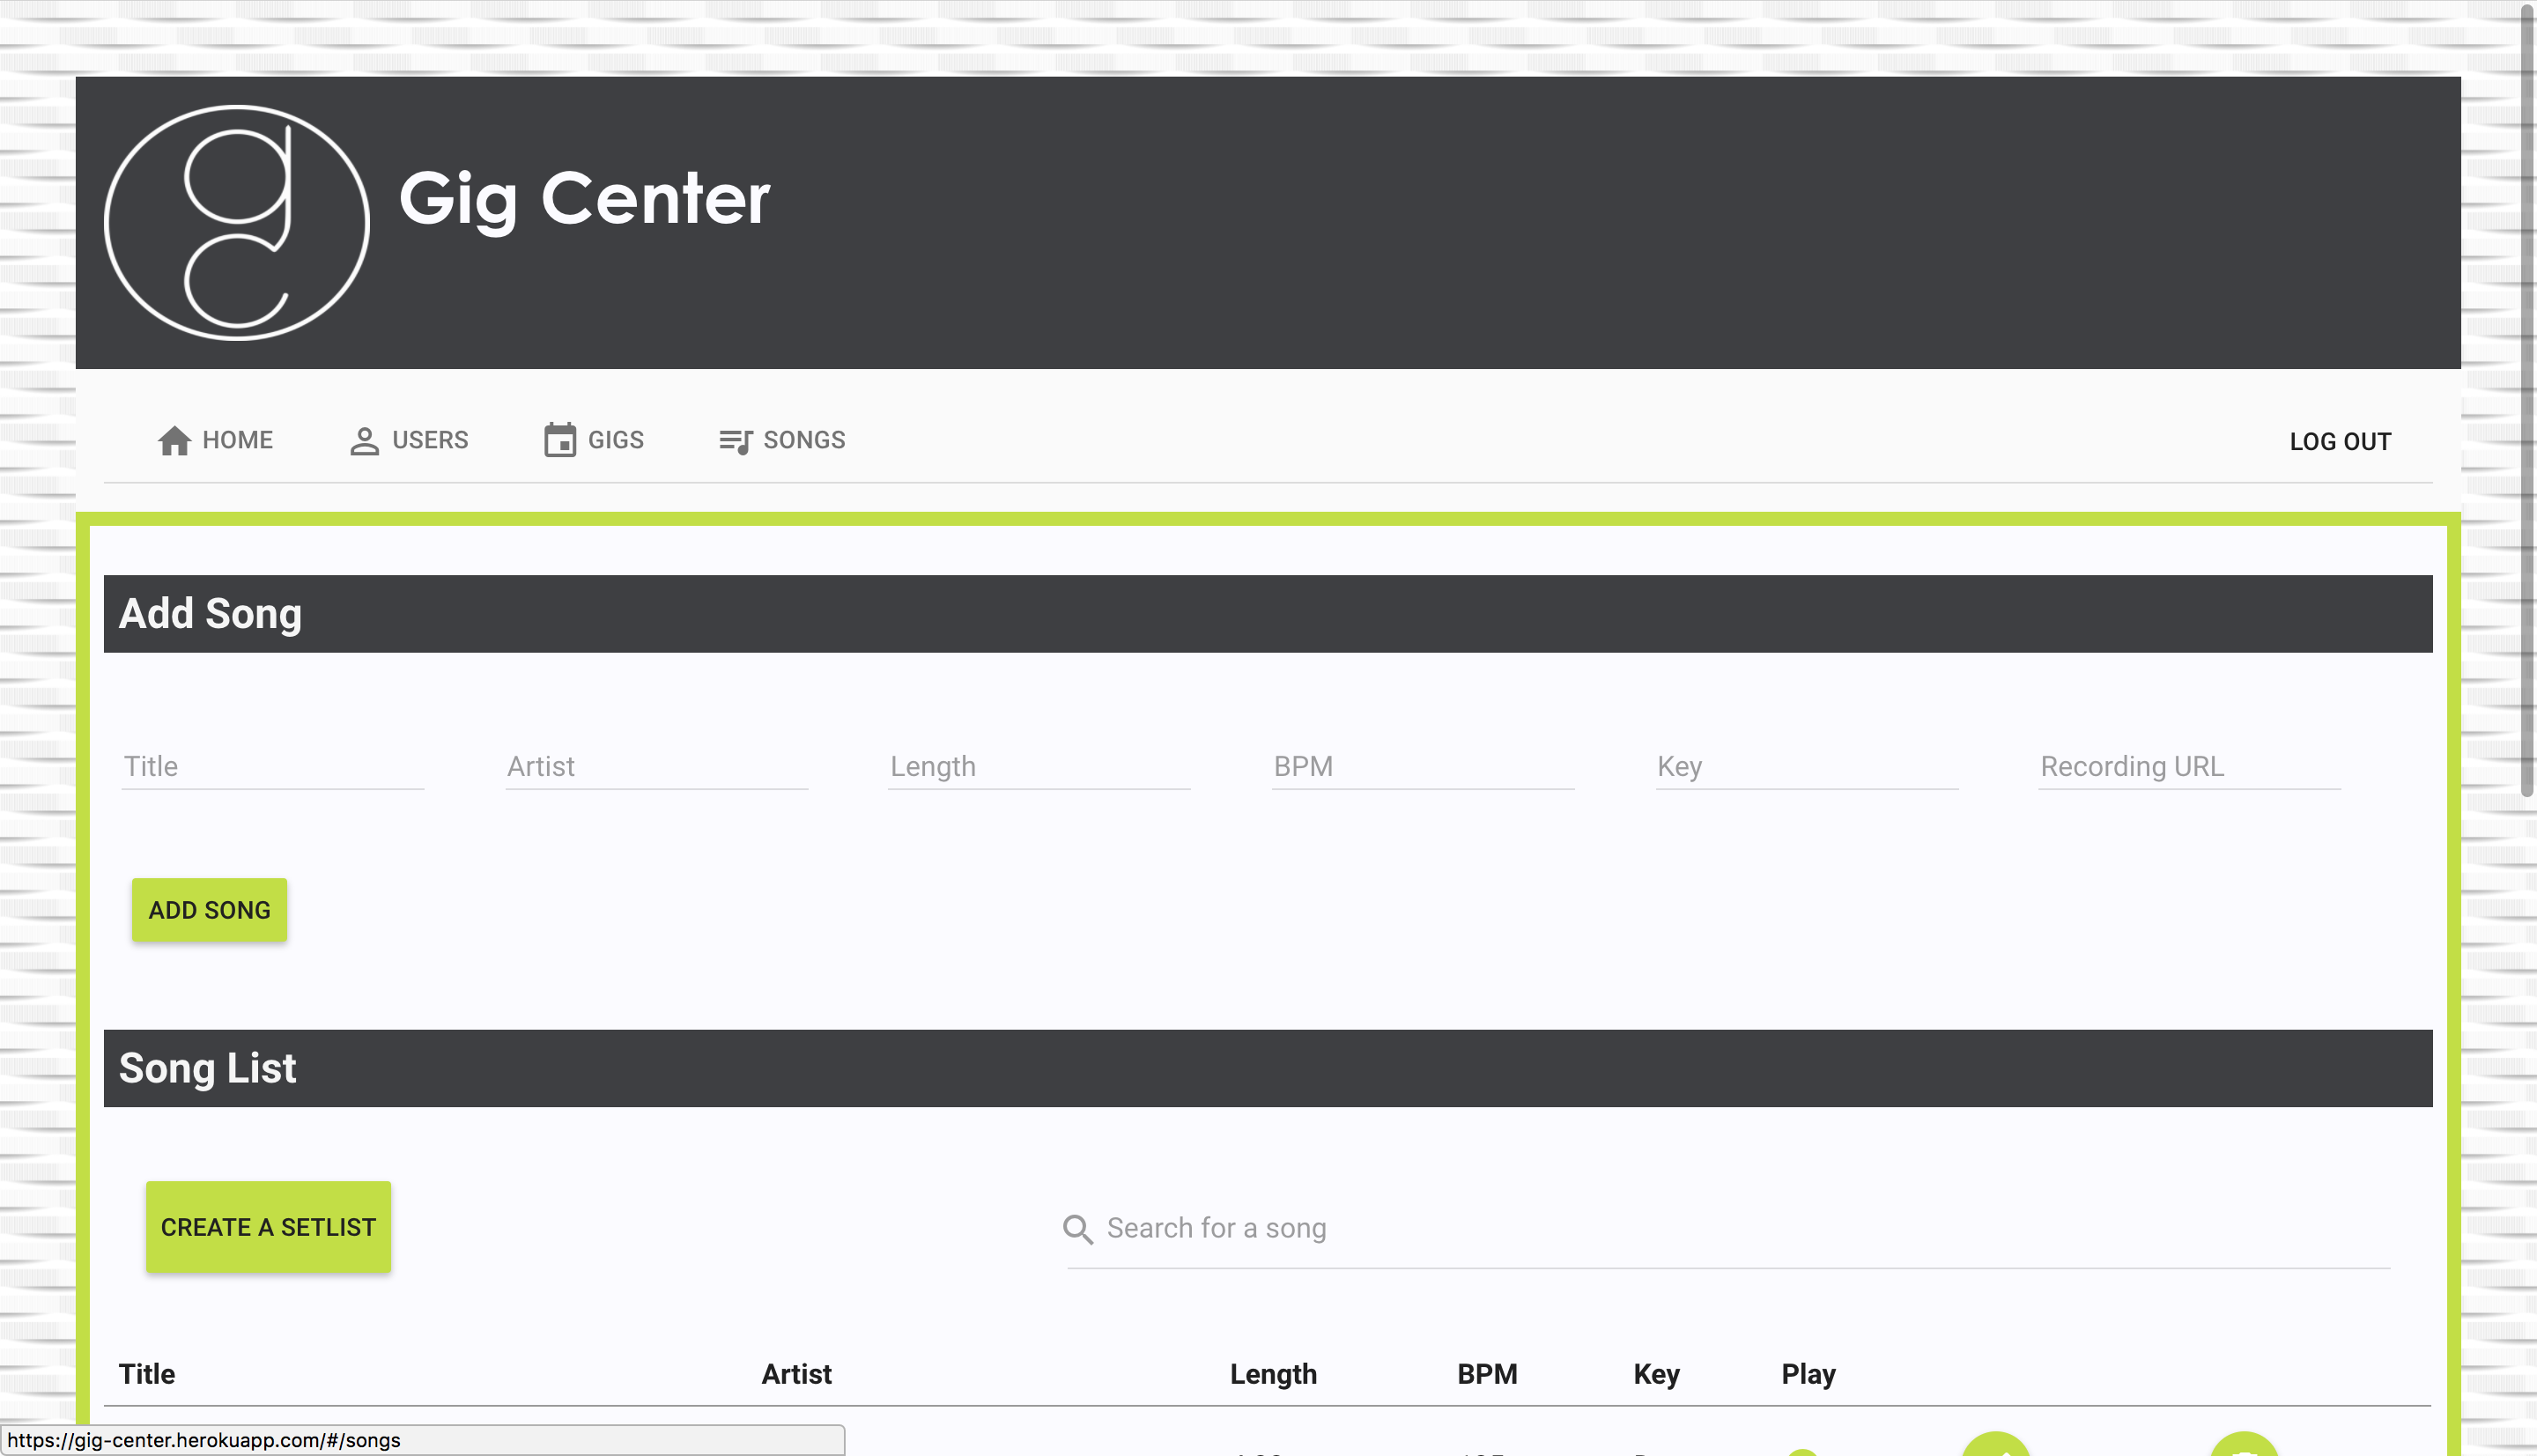 Gig Center
HOME USERS GIGS SONGS LOG OUT
Add Song
Title Artist Length BPM Key Recording URL
ADD SONG
Song List
CREATE A SETLIST Search for a song
Title Artist Length BPM Key Play
https://gig-center.herokuapp.com/#/songs